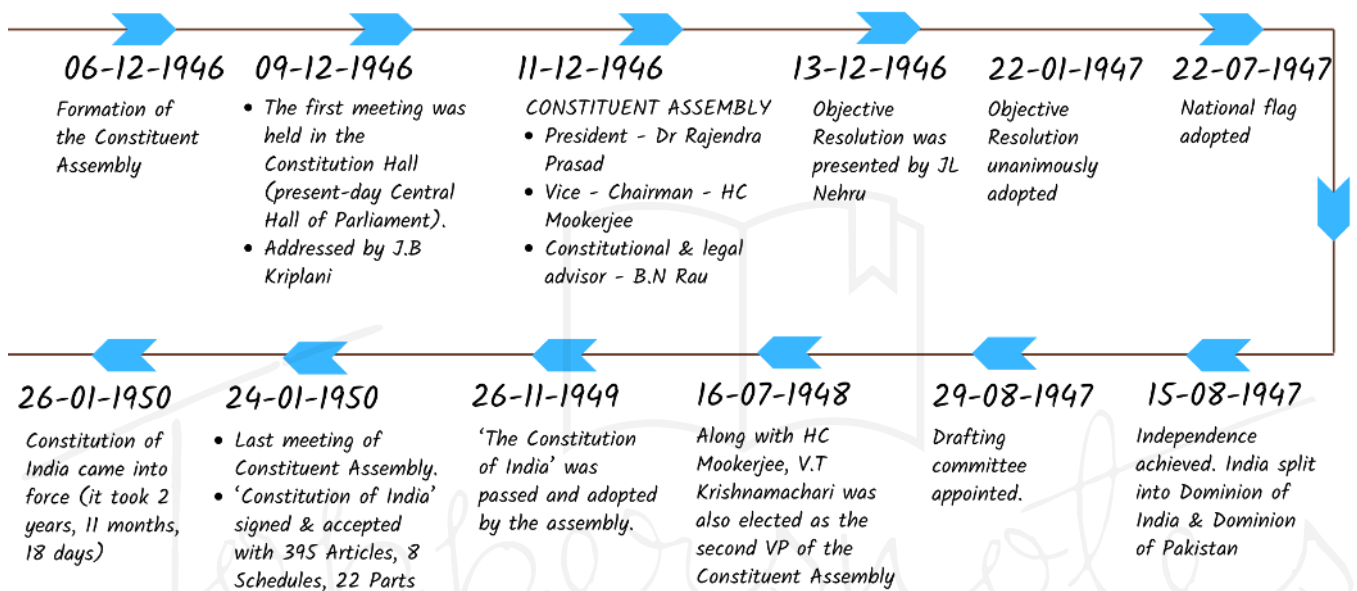 06-12-1946
Formation of
the Constituent
Assembly
09-12-1946
• The first meeting was
held in the
Constitution Hall
(present-day Central
Hall of Parliament).
• Addressed by J.B
Kriplani
11-12-1946
CONSTITUENT ASSEMBLY
• President - Dr Rajendra
Prasad
• Vice - Chairman - HC
Mookerjee
• Constitutional & legal
advisor - B.N Rau
13-12-1946
Objective
Resolution was
presented by JL
Nehru
22-01-1947
Objective
Resolution
unanimously
adopted
22-07-1947
National flag
adopted
26-01-1950
Constitution of
India came into
force (it took 2
years, 11 months,
18 days)
24-01-1950
• Last meeting of
Constituent Assembly.
• ‘Constitution of India’
signed & accepted
with 395 Articles, 8
Schedules, 22 Parts
26-11-1949
‘The Constitution
of India’ was
passed and adopted
by the assembly.
16-07-1948
Along with HC
Mookerjee, V.T
Krishnamachari was
also elected as the
second VP of the
Constituent Assembly
29-08-1947
Drafting
committee
appointed.
15-08-1947
Independence
achieved. India split
into Dominion of
India & Dominion
of Pakistan